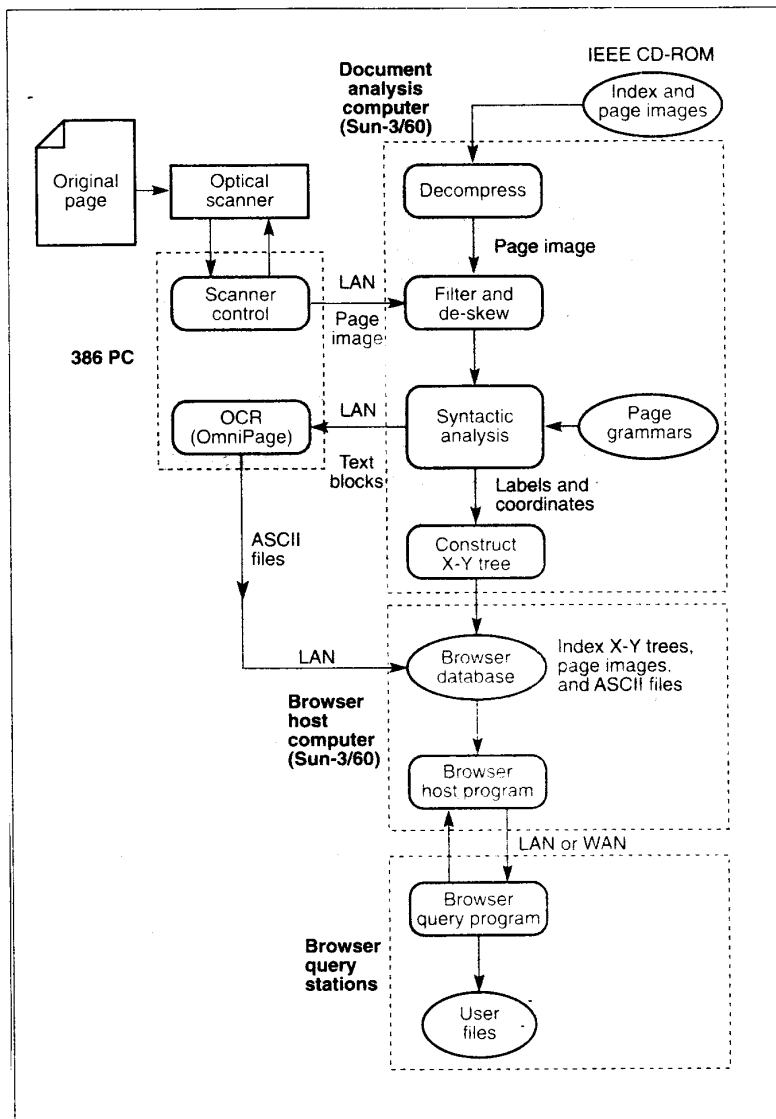 IEEE CD-ROM
Document
analysis
computer
(Sun-3/60)
Index and
page images
Original
page
Optical
scanner
Decompress
Page image
Scanner
control
LAN
Page
image
Filter and
de-skew
386 PC
OCR
(OmniPage)
LAN
Text
blocks
Syntactic
analysis
Page
grammars
Labels and
coordinates
ASCII
files
Construct
X-Y tree
LAN
Browser
database
Index X-Y trees,
page images,
and ASCII files
Browser
host
computer
(Sun-3/60)
Browser
host program
LAN or WAN
Browser
query program
Browser
query
stations
User
files